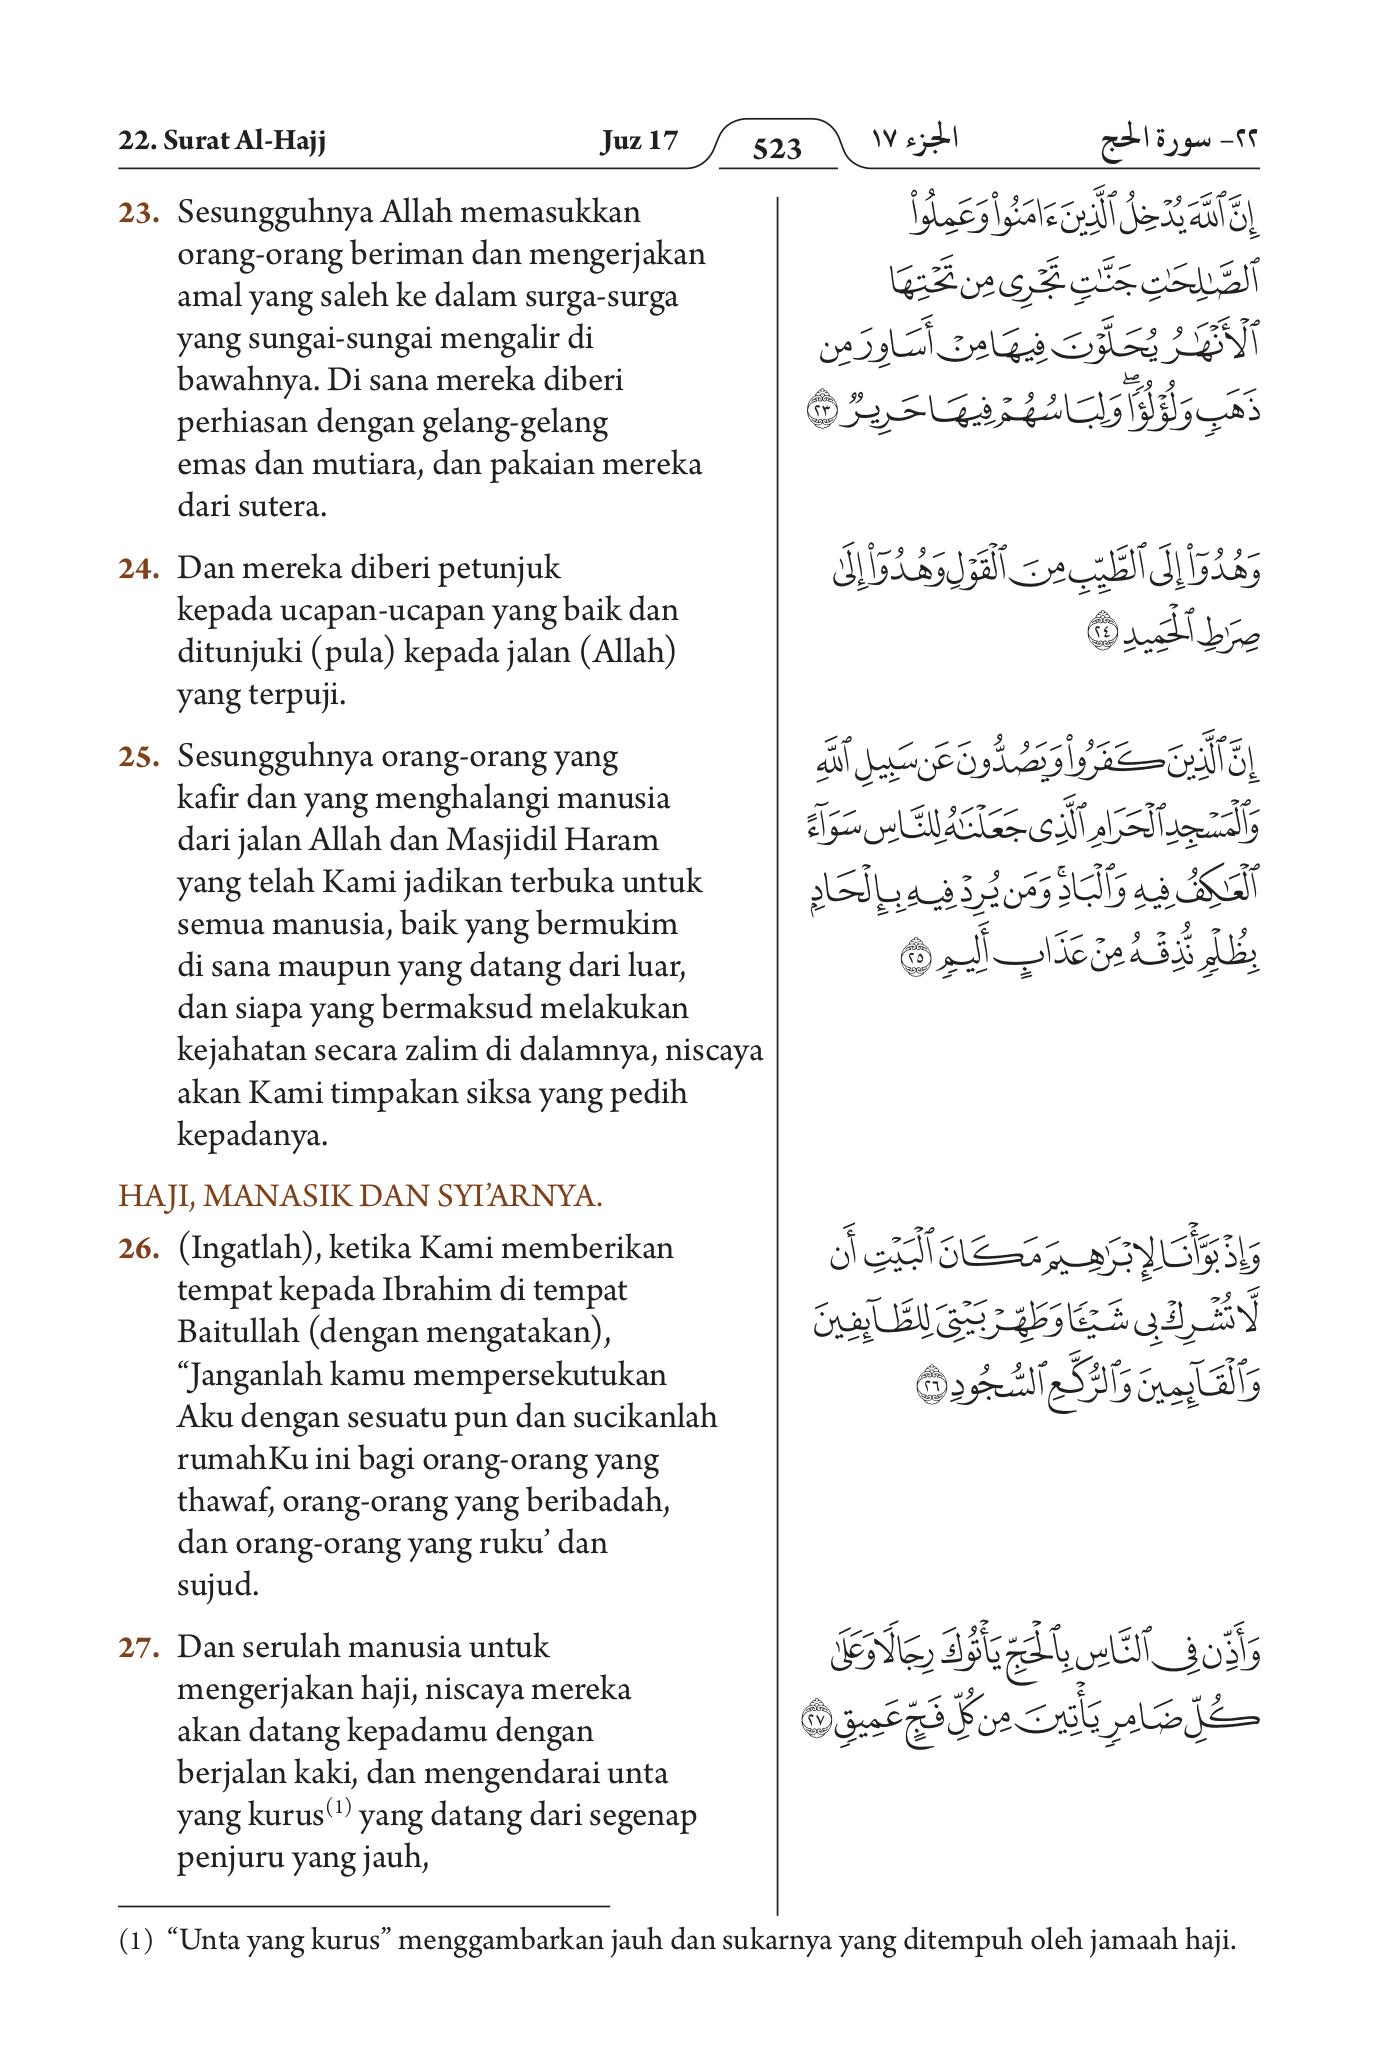 22. Surat Al-Hajj
Juz 17
523
الجزء ١٧
٢٢- سورة الحج
23. Sesungguhnya Allah memasukkan
orang-orang beriman dan mengerjakan
amal yang saleh ke dalam surga-surga
yang sungai-sungai mengalir di
bawahnya. Di sana mereka diberi
perhiasan dengan gelang-gelang
emas dan mutiara, dan pakaian mereka
dari sutera.
24. Dan mereka diberi petunjuk
kepada ucapan-ucapan yang baik dan
ditunjuki (pula) kepada jalan (Allah)
yang terpuji.
25. Sesungguhnya orang-orang yang
kafir dan yang menghalangi manusia
dari jalan Allah dan Masjidil Haram
yang telah Kami jadikan terbuka untuk
semua manusia, baik yang bermukim
di sana maupun yang datang dari luar,
dan siapa yang bermaksud melakukan
kejahatan secara zalim di dalamnya, niscaya
akan Kami timpakan siksa yang pedih
kepadanya.
HAJI, MANASIK DAN SYI’ARNYA.
26. (Ingatlah), ketika Kami memberikan
tempat kepada Ibrahim di tempat
Baitullah (dengan mengatakan),
“Janganlah kamu mempersekutukan
Aku dengan sesuatu pun dan sucikanlah
rumahKu ini bagi orang-orang yang
thawaf, orang-orang yang beribadah,
dan orang-orang yang ruku’ dan
sujud.
27. Dan serulah manusia untuk
mengerjakan haji, niscaya mereka
akan datang kepadamu dengan
berjalan kaki, dan mengendarai unta
yang kurus(1) yang datang dari segenap
penjuru yang jauh,
إِنَّ ٱللَّهَ يُدْخِلُ ٱلَّذِينَ ءَامَنُوا۟ وَعَمِلُوا۟
ٱلصَّـٰلِحَـٰتِ جَنَّـٰتٍ تَجْرِى مِن تَحْتِهَا
ٱلْأَنْهَـٰرُ يُحَلَّوْنَ فِيهَا مِنْ أَسَاوِرَ مِن
ذَهَبٍ وَلُؤْلُؤًا ۖ وَلِبَاسُهُمْ فِيهَا حَرِيرٌ ٢٣
وَهُدُوٓا۟ إِلَى ٱلطَّيِّبِ مِنَ ٱلْقَوْلِ وَهُدُوٓا۟ إِلَىٰ
صِرَٰطِ ٱلْحَمِيدِ ٢٤
إِنَّ ٱلَّذِينَ كَفَرُوا۟ وَيَصُدُّونَ عَن سَبِيلِ ٱللَّهِ
وَٱلْمَسْجِدِ ٱلْحَرَامِ ٱلَّذِى جَعَلْنَـٰهُ لِلنَّاسِ سَوَآءً
ٱلْعَـٰكِفُ فِيهِ وَٱلْبَادِ ۚ وَمَن يُرِدْ فِيهِ بِإِلْحَادٍۭ
بِظُلْمٍ نُّذِقْهُ مِنْ عَذَابٍ أَلِيمٍ ٢٥
وَإِذْ بَوَّأْنَا لِإِبْرَٰهِيمَ مَكَانَ ٱلْبَيْتِ أَن
لَّا تُشْرِكْ بِى شَيْـًٔا وَطَهِّرْ بَيْتِىَ لِلطَّآئِفِينَ
وَٱلْقَآئِمِينَ وَٱلرُّكَّعِ ٱلسُّجُودِ ٢٦
وَأَذِّن فِى ٱلنَّاسِ بِٱلْحَجِّ يَأْتُوكَ رِجَالًا وَعَلَىٰ
كُلِّ ضَامِرٍ يَأْتِينَ مِن كُلِّ فَجٍّ عَمِيقٍ ٢٧
(1) “Unta yang kurus” menggambarkan jauh dan sukarnya yang ditempuh oleh jamaah haji.